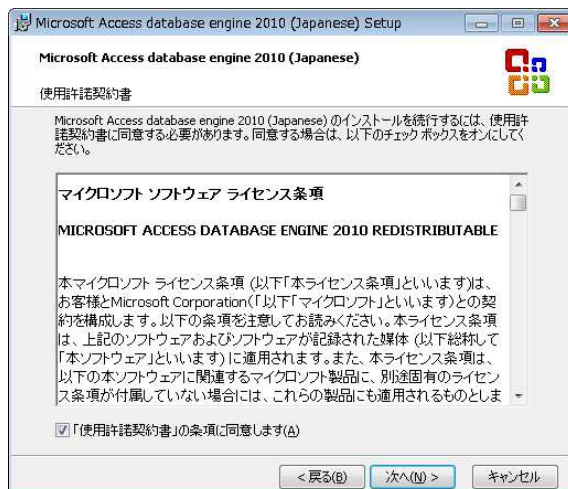 Microsoft Access database engine 2010 (Japanese) Setup
Microsoft Access database engine 2010 (Japanese)
使用許諾契約書
Microsoft Access database engine 2010 (Japanese) のインストールを続行するには、使用許
諾契約書に同意する必要があります。同意する場合は、以下のチェック ボックスをオンにしてく
ださい。
マイクロソフト ソフトウェア ライセンス条項
MICROSOFT ACCESS DATABASE ENGINE 2010 REDISTRIBUTABLE
本マイクロソフト ライセンス条項 (以下「本ライセンス条項」といいます)は、
お客様とMicrosoft Corporation(「以下「マイクロソフト」といいます)との契
約を構成します。以下の条項を注意してお読みください。本ライセンス条項
は、上記のソフトウェアおよびソフトウェアが記録された媒体 (以下総称して
「本ソフトウェア」といいます) に適用されます。また、本ライセンス条項は、
以下の本ソフトウェアに関連するマイクロソフト製品に、別途固有のライセン
ス条項が付属していない場合には、これらの製品にも適用されるものとしま
「使用許諾契約書」の条項に同意します(A)
< 戻る(B)
次へ(N) >
キャンセル